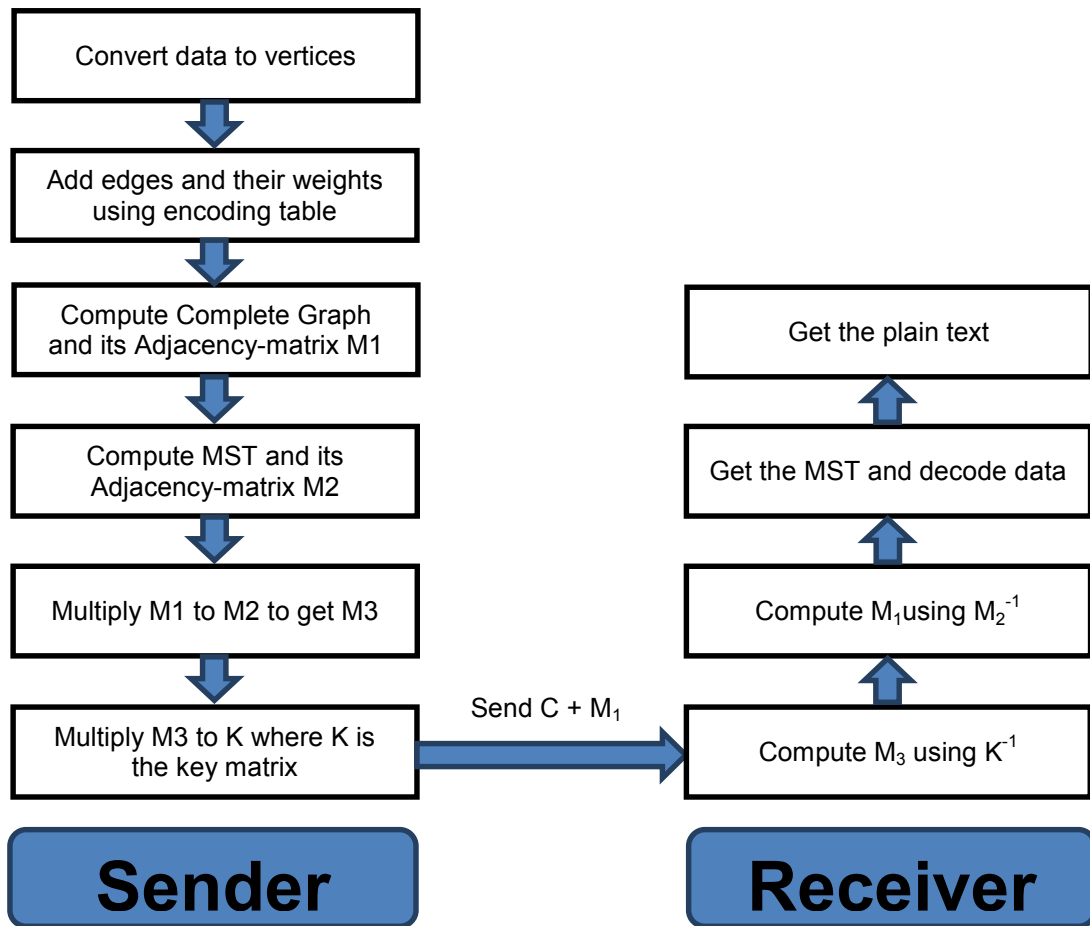 Convert data to vertices
Add edges and their weights
using encoding table
Compute Complete Graph
and its Adjacency-matrix M1
Compute MST and its
Adjacency-matrix M2
Multiply M1 to M2 to get M3
Multiply M3 to K where K is
the key matrix
Sender
Send C + M₁
Get the plain text
Get the MST and decode data
Compute M₁using M₂⁻¹
Compute M₃ using K⁻¹
Receiver